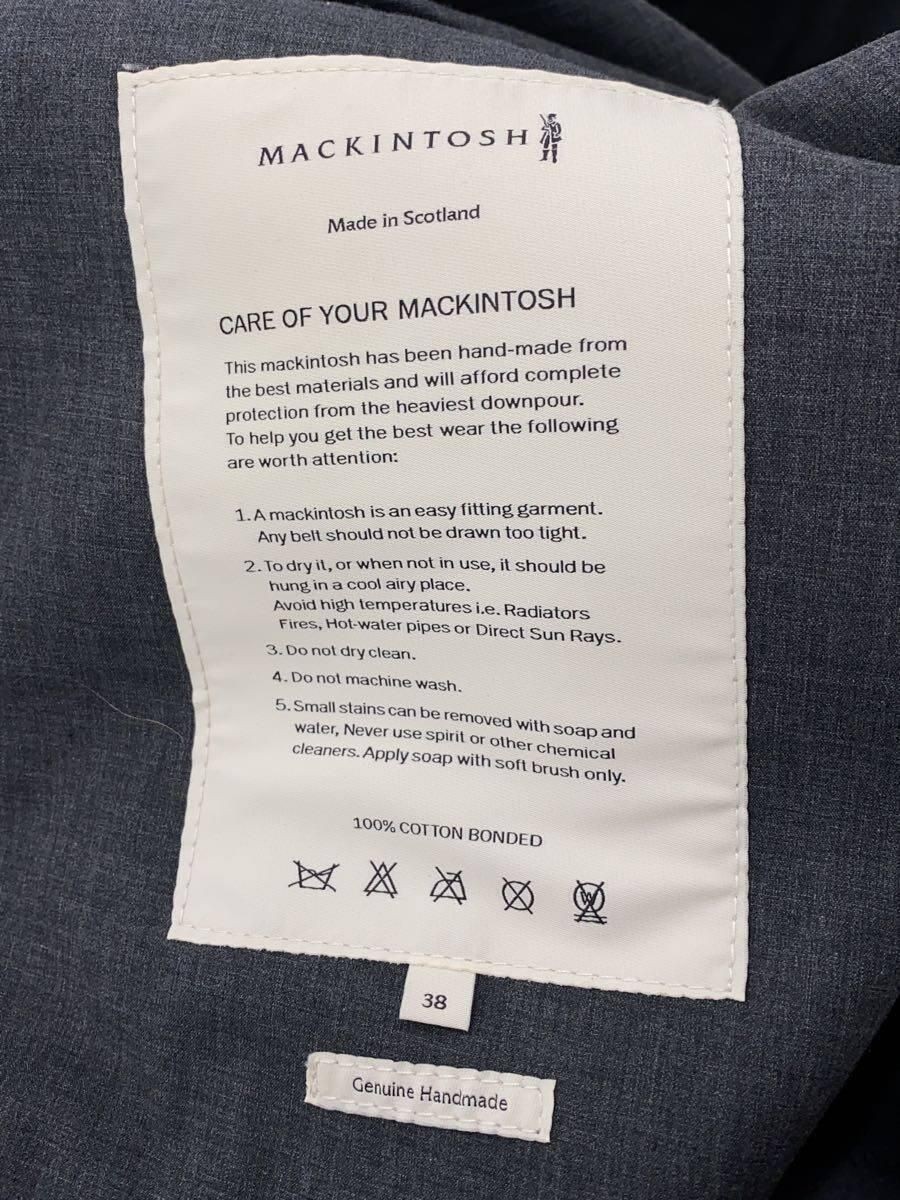 MACKINTOSH
Made in Scotland
CARE OF YOUR MACKINTOSH
This mackintosh has been hand-made from
the best materials and will afford complete
protection from the heaviest downpour.
To help you get the best wear the following
are worth attention:
1. A mackintosh is an easy fitting garment.
Any belt should not be drawn too tight.
2. To dry it, or when not in use, it should be
hung in a cool airy place.
Avoid high temperatures i.e. Radiators
Fires, Hot-water pipes or Direct Sun Rays.
3. Do not dry clean.
4. Do not machine wash.
5. Small stains can be removed with soap and
water, Never use spirit or other chemical
cleaners. Apply soap with soft brush only.
100% COTTON BONDED
W
38
Genuine Handmade